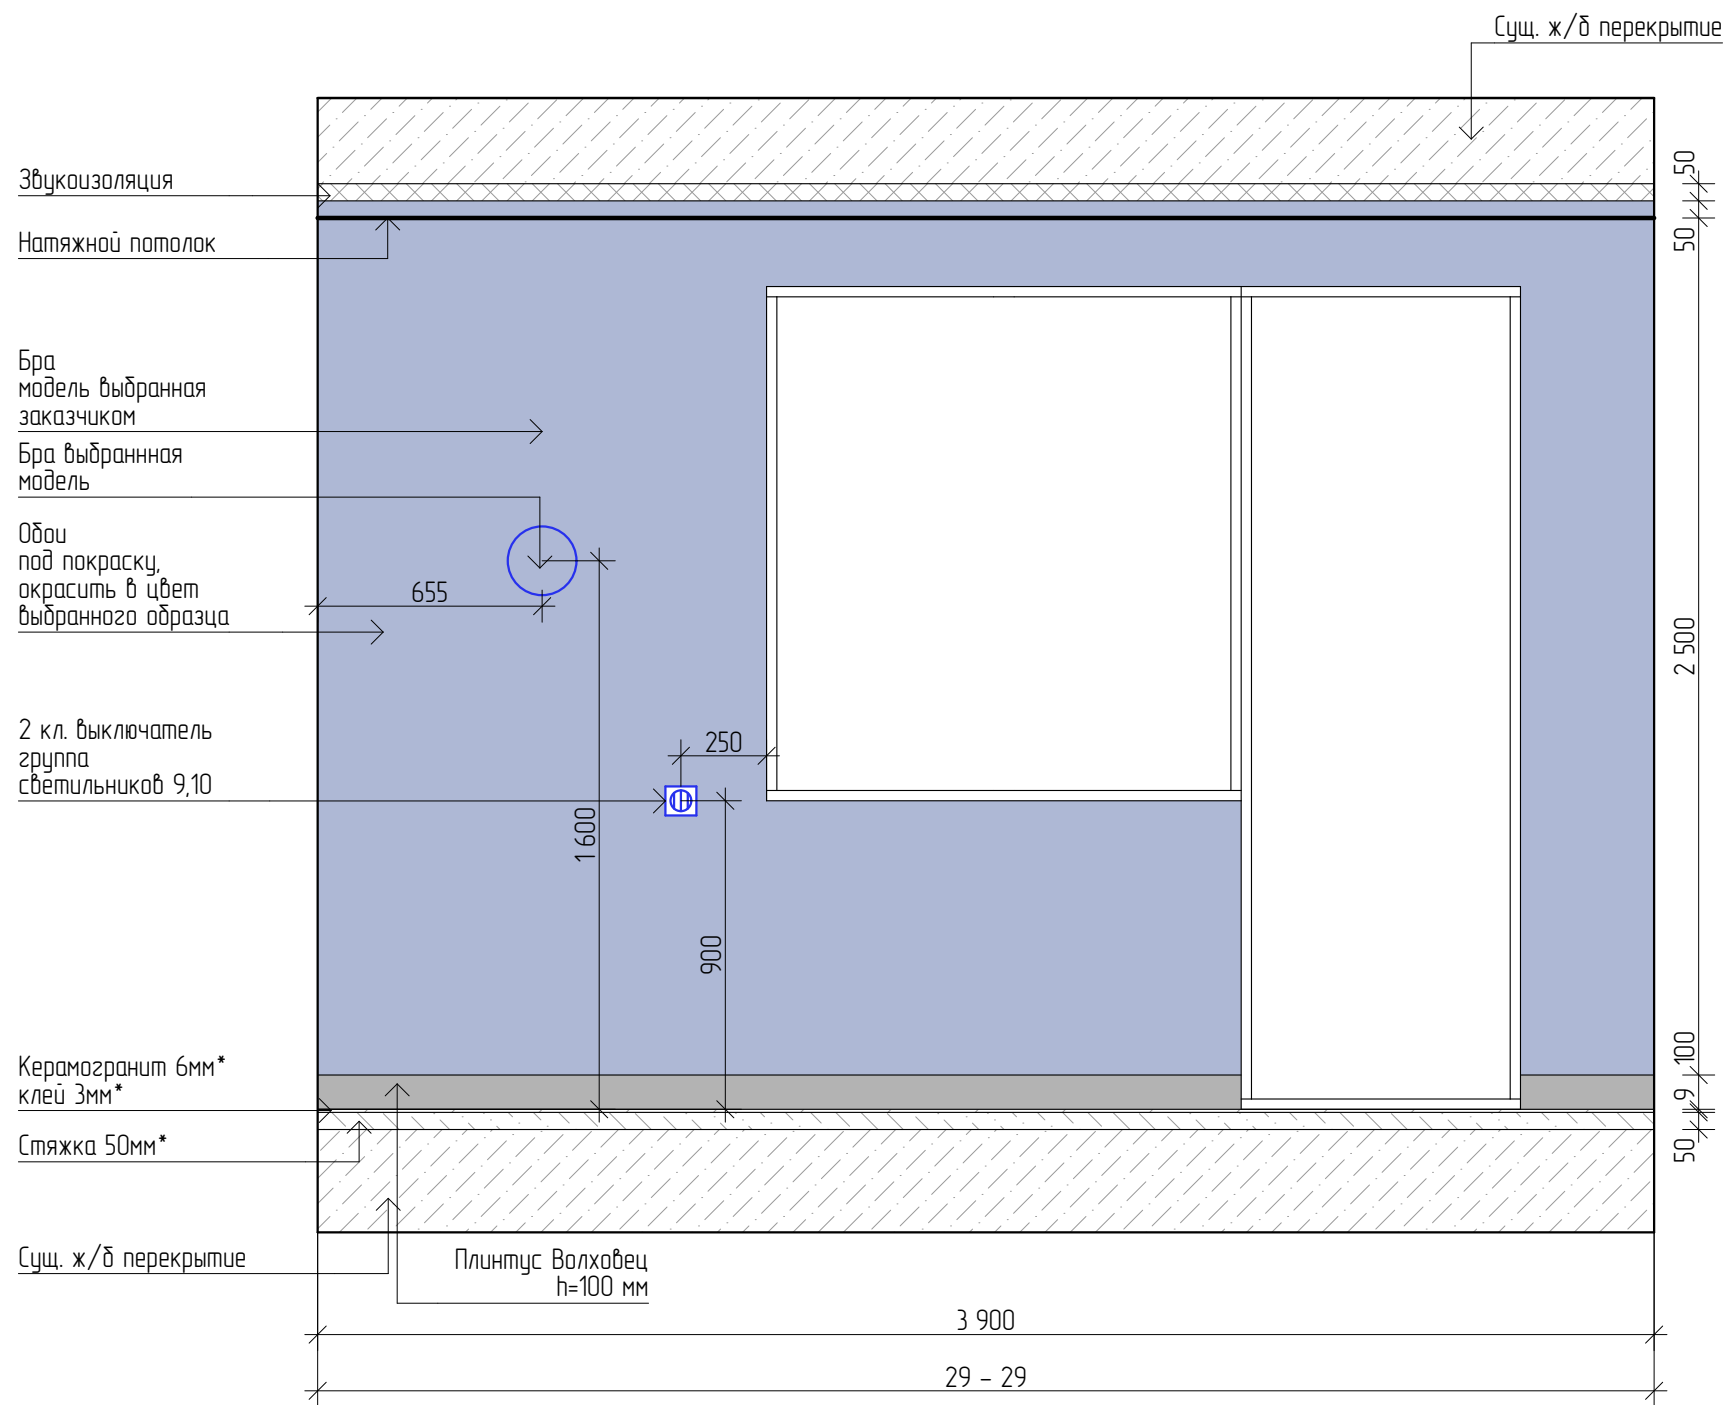 Сущ. ж/б перекрытие
Звукоизоляция
50
Натяжной потолок
50
Бра
модель выбранная
заказчиком
Бра выбраннная
модель
Обои
под покраску,
окрасить в цвет
выбранного образца
655
2 500
2 кл. выключатель
группа
светильников 9,10
250
1 600
900
Керамогранит 6мм*
клей 3мм*
100
9
Стяжка 50мм*
50
Сущ. ж/б перекрытие
Плинтус Волховец
h=100 мм
3 900
29 – 29